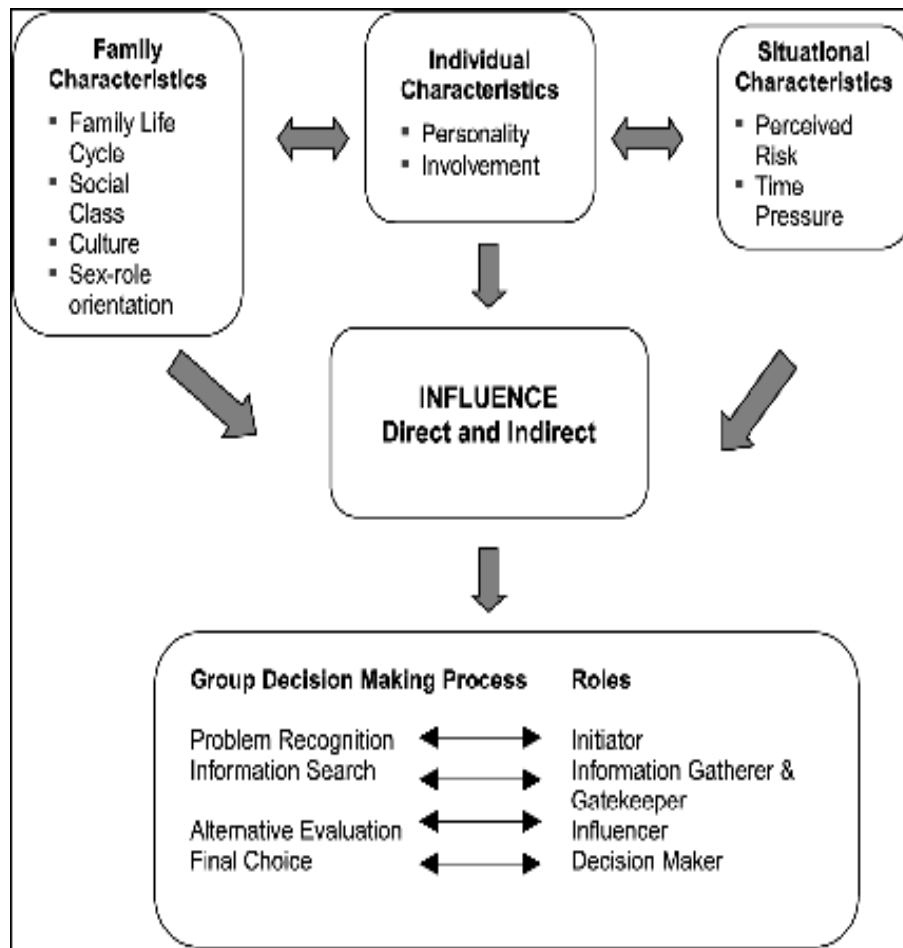 Family
Characteristics
▪ Family Life
Cycle
▪ Social
Class
▪ Culture
▪ Sex-role
orientation
Individual
Characteristics
▪ Personality
▪ Involvement
Situational
Characteristics
▪ Perceived
Risk
▪ Time
Pressure
INFLUENCE
Direct and Indirect
Group Decision Making Process Roles
Problem Recognition Initiator
Information Search Information Gatherer &
Gatekeeper
Alternative Evaluation Influencer
Final Choice Decision Maker